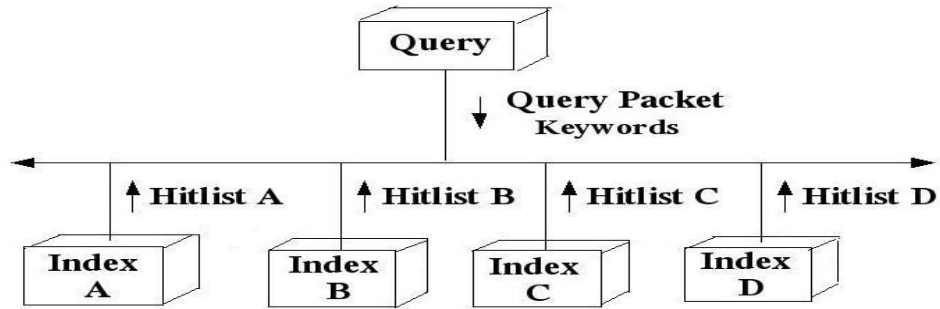 Query
Query Packet
Keywords
Hitlist A
Hitlist B
Hitlist C
Hitlist D
Index
A
Index
B
Index
C
Index
D